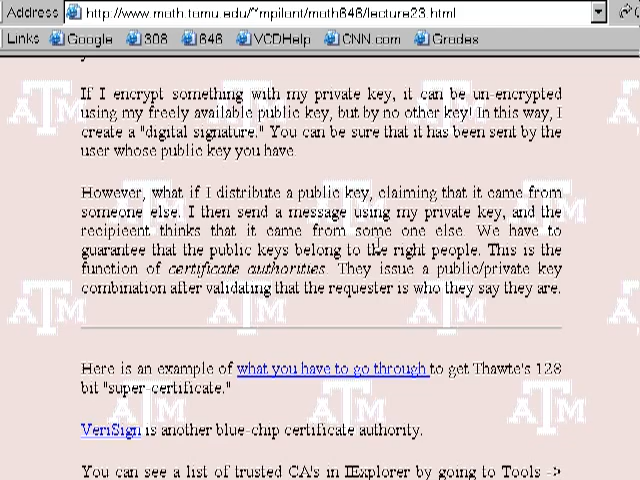 Address http://www.math.tamu.edu/~mpilant/math646/lecture23.html
Links Google 308 646 VCDHelp CNN.com Grades
If I encrypt something with my private key, it can be un-encrypted
using my freely available public key, but by no other key! In this way, I
create a "digital signature." You can be sure that it has been sent by the
user whose public key you have.
However, what if I distribute a public key, claiming that it came from
someone else. I then send a message using my private key, and the
recipieent thinks that it came from some one else. We have to
guarantee that the public keys belong to the right people. This is the
function of certificate authorities. They issue a public/private key
combination after validating that the requester is who they say they are.
Here is an example of what you have to go through to get Thawte's 128
bit "super-certificate."
VeriSign is another blue-chip certificate authority.
You can see a list of trusted CA's in IExplorer by going to Tools ->